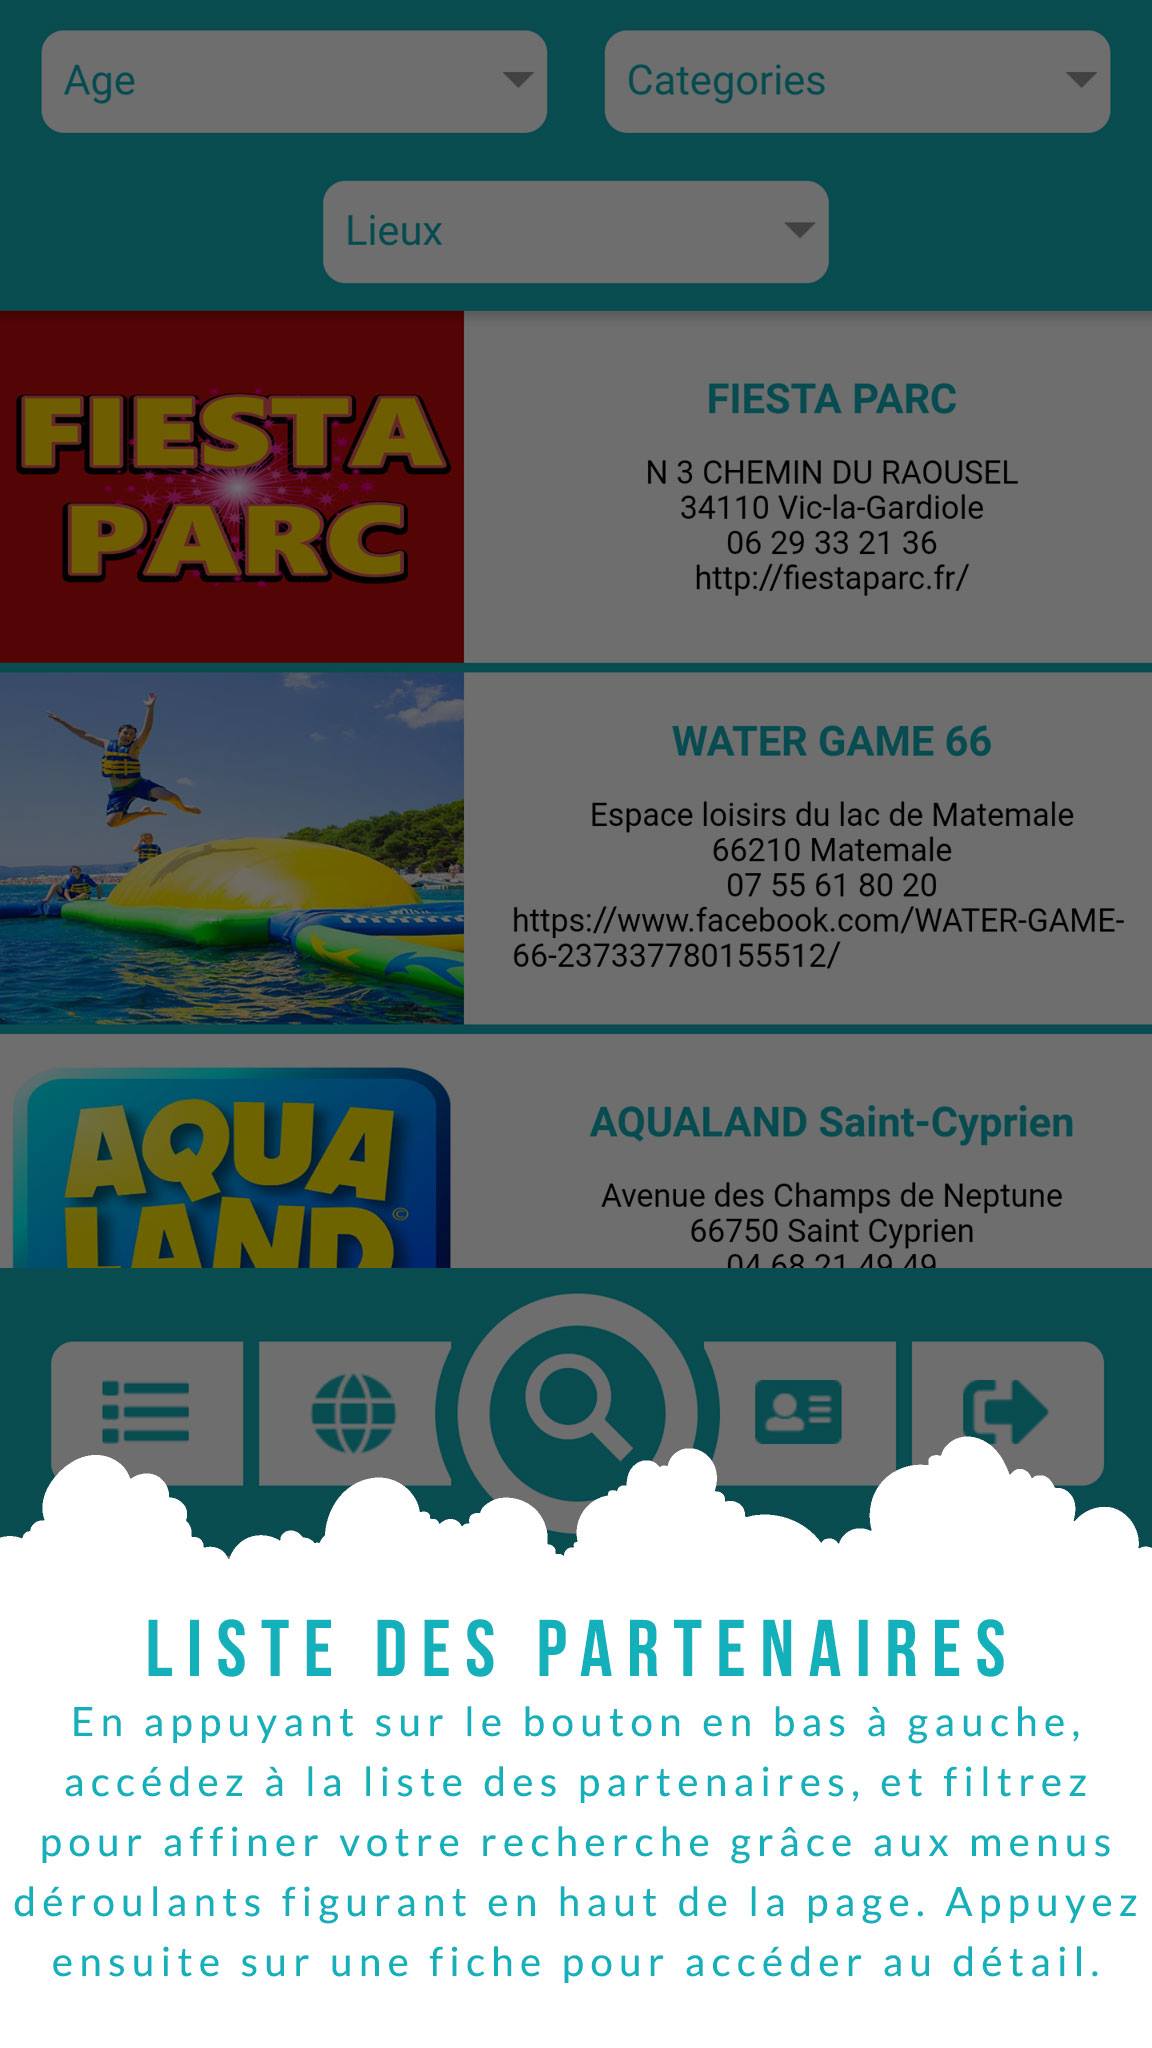 Age
Categories
Lieux
FIESTA
PARC
FIESTA PARC
N 3 CHEMIN DU RAOUSEL
34110 Vic-la-Gardiole
06 29 33 21 36
http://fiestaparc.fr/
WATER GAME 66
Espace loisirs du lac de Matemale
66210 Matemale
07 55 61 80 20
https://www.facebook.com/WATER-GAME-
66-237337780155512/
AQUA
LAND©
AQUALAND Saint-Cyprien
Avenue des Champs de Neptune
66750 Saint Cyprien
04 68 21 49 49
LISTE DES PARTENAIRES
En appuyant sur le bouton en bas à gauche,
accédez à la liste des partenaires, et filtrez
pour affiner votre recherche grâce aux menus
déroulants figurant en haut de la page. Appuyez
ensuite sur une fiche pour accéder au détail.